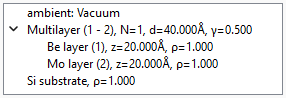 ambient: Vacuum
Multilayer (1 - 2), N=1, d=40.000Å, γ=0.500
Be layer (1), z=20.000Å, ρ=1.000
Mo layer (2), z=20.000Å, ρ=1.000
Si substrate, ρ=1.000